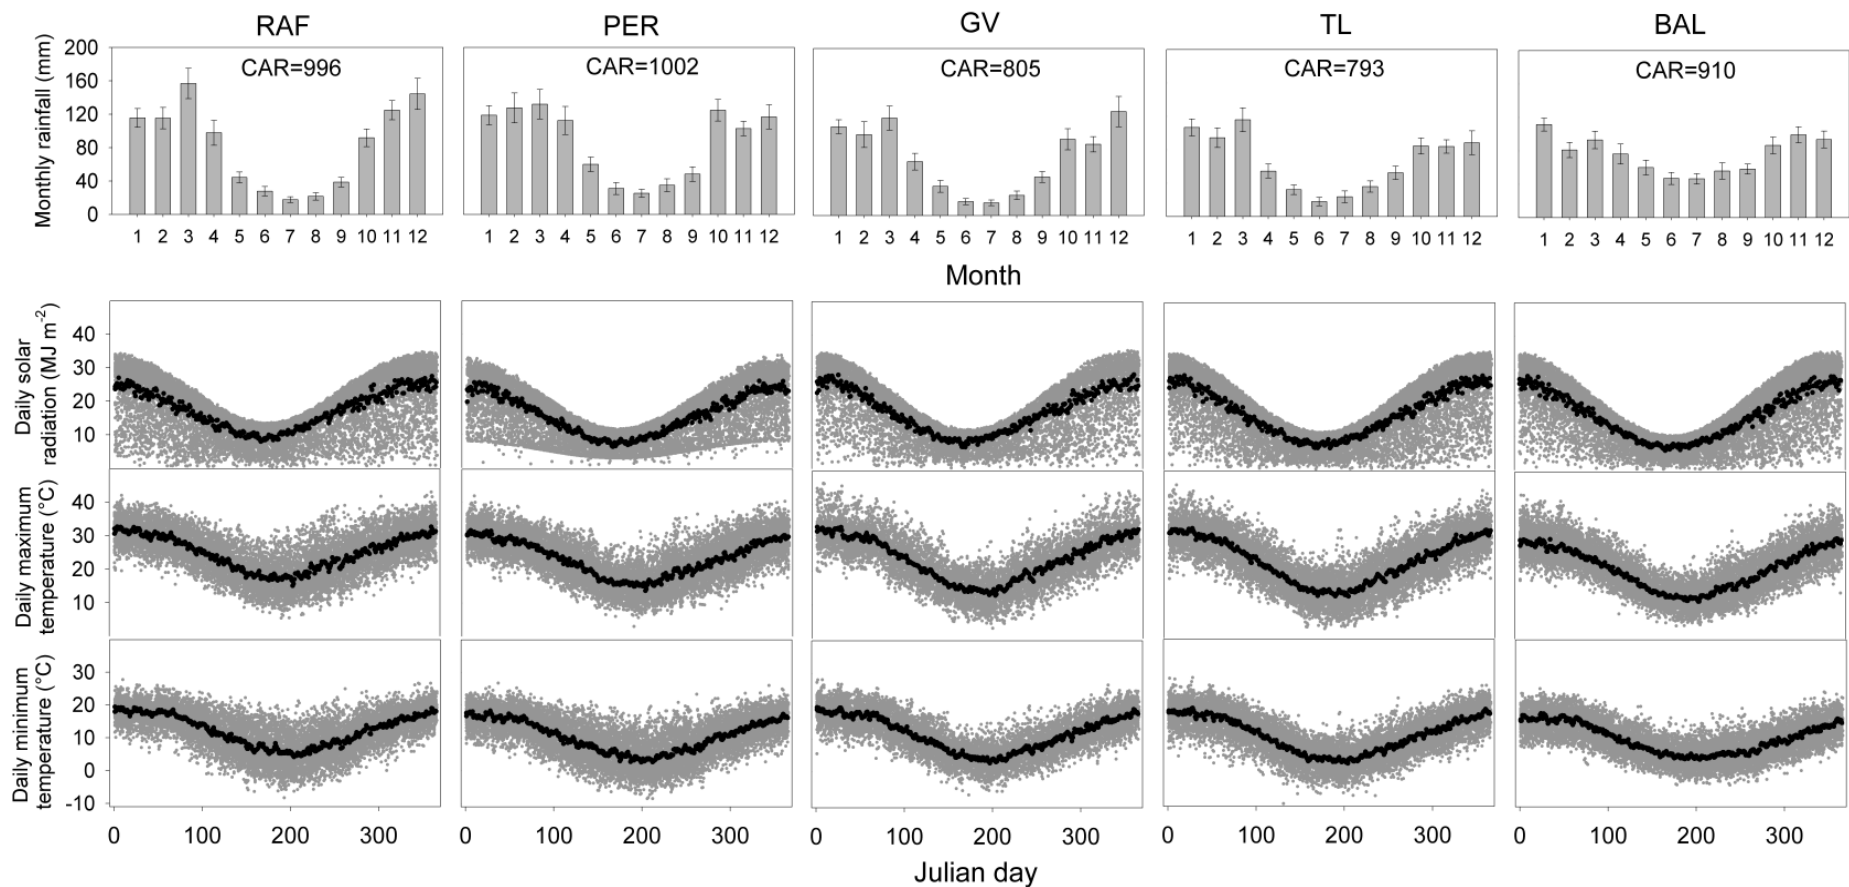 RAF PER GV TL BAL
Monthly rainfall (mm)
200
160
120
80
40
0
CAR=996 CAR=1002 CAR=805 CAR=793 CAR=910
1 2 3 4 5 6 7 8 9 10 11 12 1 2 3 4 5 6 7 8 9 10 11 12 1 2 3 4 5 6 7 8 9 10 11 12 1 2 3 4 5 6 7 8 9 10 11 12 1 2 3 4 5 6 7 8 9 10 11 12
Month
Daily solar
radiation (MJ m⁻²)
40
30
20
10
Daily maximum
temperature (°C)
40
30
20
10
Daily minimum
temperature (°C)
30
20
10
0
-10
0 100 200 300 0 100 200 300 0 100 200 300 0 100 200 300 0 100 200 300
Julian day